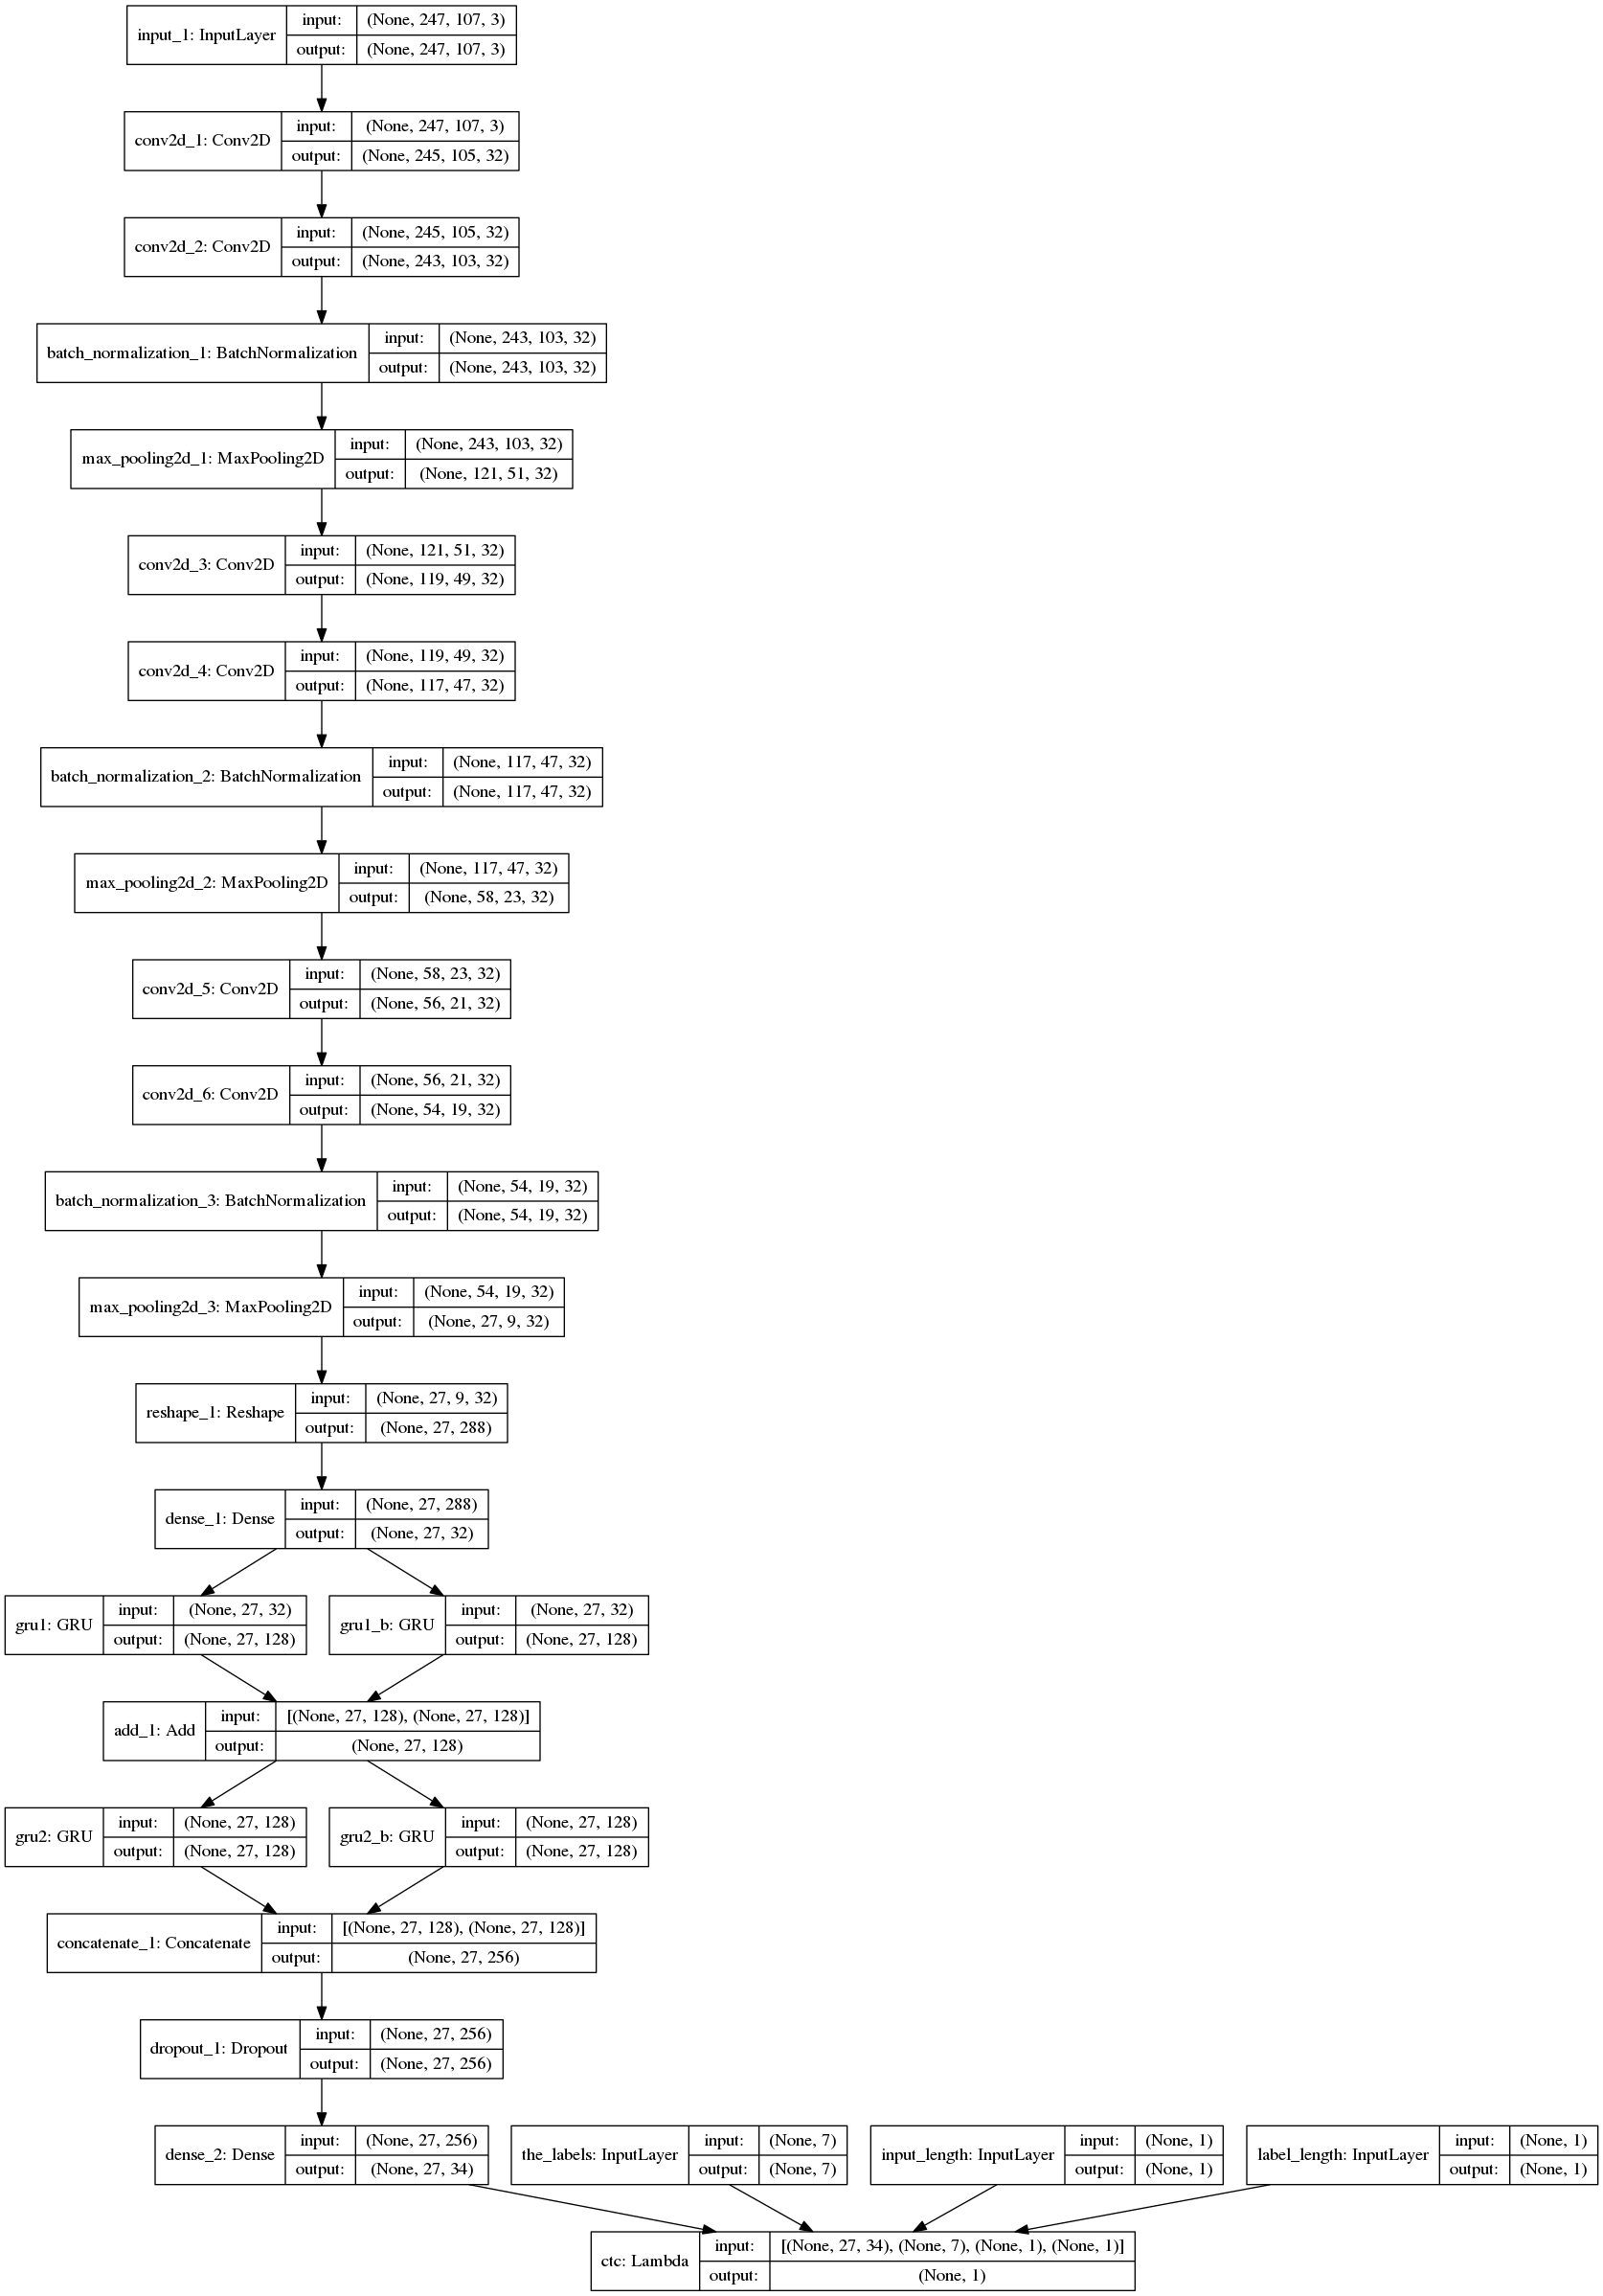 input_1: InputLayer
input: (None, 247, 107, 3)
output: (None, 247, 107, 3)
conv2d_1: Conv2D
input: (None, 247, 107, 3)
output: (None, 245, 105, 32)
conv2d_2: Conv2D
input: (None, 245, 105, 32)
output: (None, 243, 103, 32)
batch_normalization_1: BatchNormalization
input: (None, 243, 103, 32)
output: (None, 243, 103, 32)
max_pooling2d_1: MaxPooling2D
input: (None, 243, 103, 32)
output: (None, 121, 51, 32)
conv2d_3: Conv2D
input: (None, 121, 51, 32)
output: (None, 119, 49, 32)
conv2d_4: Conv2D
input: (None, 119, 49, 32)
output: (None, 117, 47, 32)
batch_normalization_2: BatchNormalization
input: (None, 117, 47, 32)
output: (None, 117, 47, 32)
max_pooling2d_2: MaxPooling2D
input: (None, 117, 47, 32)
output: (None, 58, 23, 32)
conv2d_5: Conv2D
input: (None, 58, 23, 32)
output: (None, 56, 21, 32)
conv2d_6: Conv2D
input: (None, 56, 21, 32)
output: (None, 54, 19, 32)
batch_normalization_3: BatchNormalization
input: (None, 54, 19, 32)
output: (None, 54, 19, 32)
max_pooling2d_3: MaxPooling2D
input: (None, 54, 19, 32)
output: (None, 27, 9, 32)
reshape_1: Reshape
input: (None, 27, 9, 32)
output: (None, 27, 288)
dense_1: Dense
input: (None, 27, 288)
output: (None, 27, 32)
gru1: GRU
input: (None, 27, 32)
output: (None, 27, 128)
gru1_b: GRU
input: (None, 27, 32)
output: (None, 27, 128)
add_1: Add
input: [(None, 27, 128), (None, 27, 128)]
output: (None, 27, 128)
gru2: GRU
input: (None, 27, 128)
output: (None, 27, 128)
gru2_b: GRU
input: (None, 27, 128)
output: (None, 27, 128)
concatenate_1: Concatenate
input: [(None, 27, 128), (None, 27, 128)]
output: (None, 27, 256)
dropout_1: Dropout
input: (None, 27, 256)
output: (None, 27, 256)
dense_2: Dense
input: (None, 27, 256)
output: (None, 27, 34)
the_labels: InputLayer
input: (None, 7)
output: (None, 7)
input_length: InputLayer
input: (None, 1)
output: (None, 1)
label_length: InputLayer
input: (None, 1)
output: (None, 1)
ctc: Lambda
input: [(None, 27, 34), (None, 7), (None, 1), (None, 1)]
output: (None, 1)